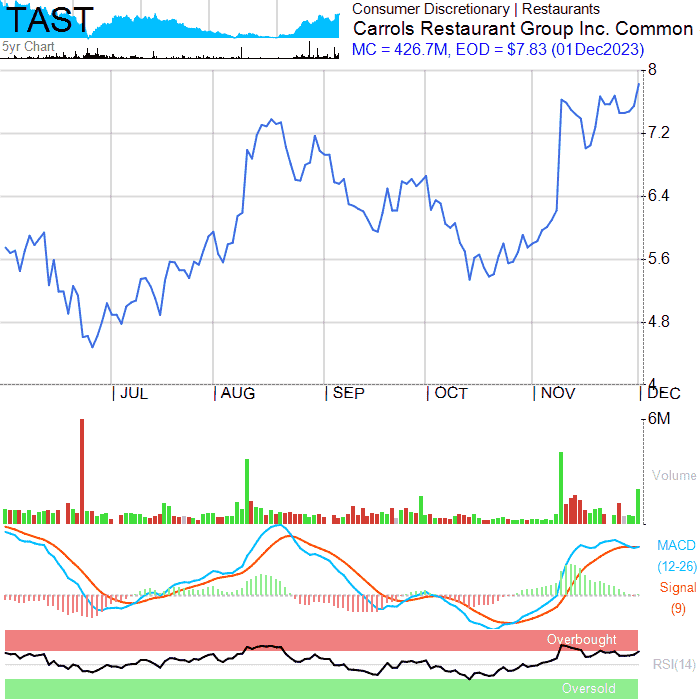 TAST
Consumer Discretionary | Restaurants
Carrols Restaurant Group Inc. Common
5yr Chart
MC = 426.7M, EOD = $7.83 (01Dec2023)
8
7.2
6.4
5.6
4.8
4
| JUL | AUG | SEP | OCT | NOV | DEC
6M
Volume
MACD
(12-26)
Signal
(9)
Overbought
RSI(14)
Oversold